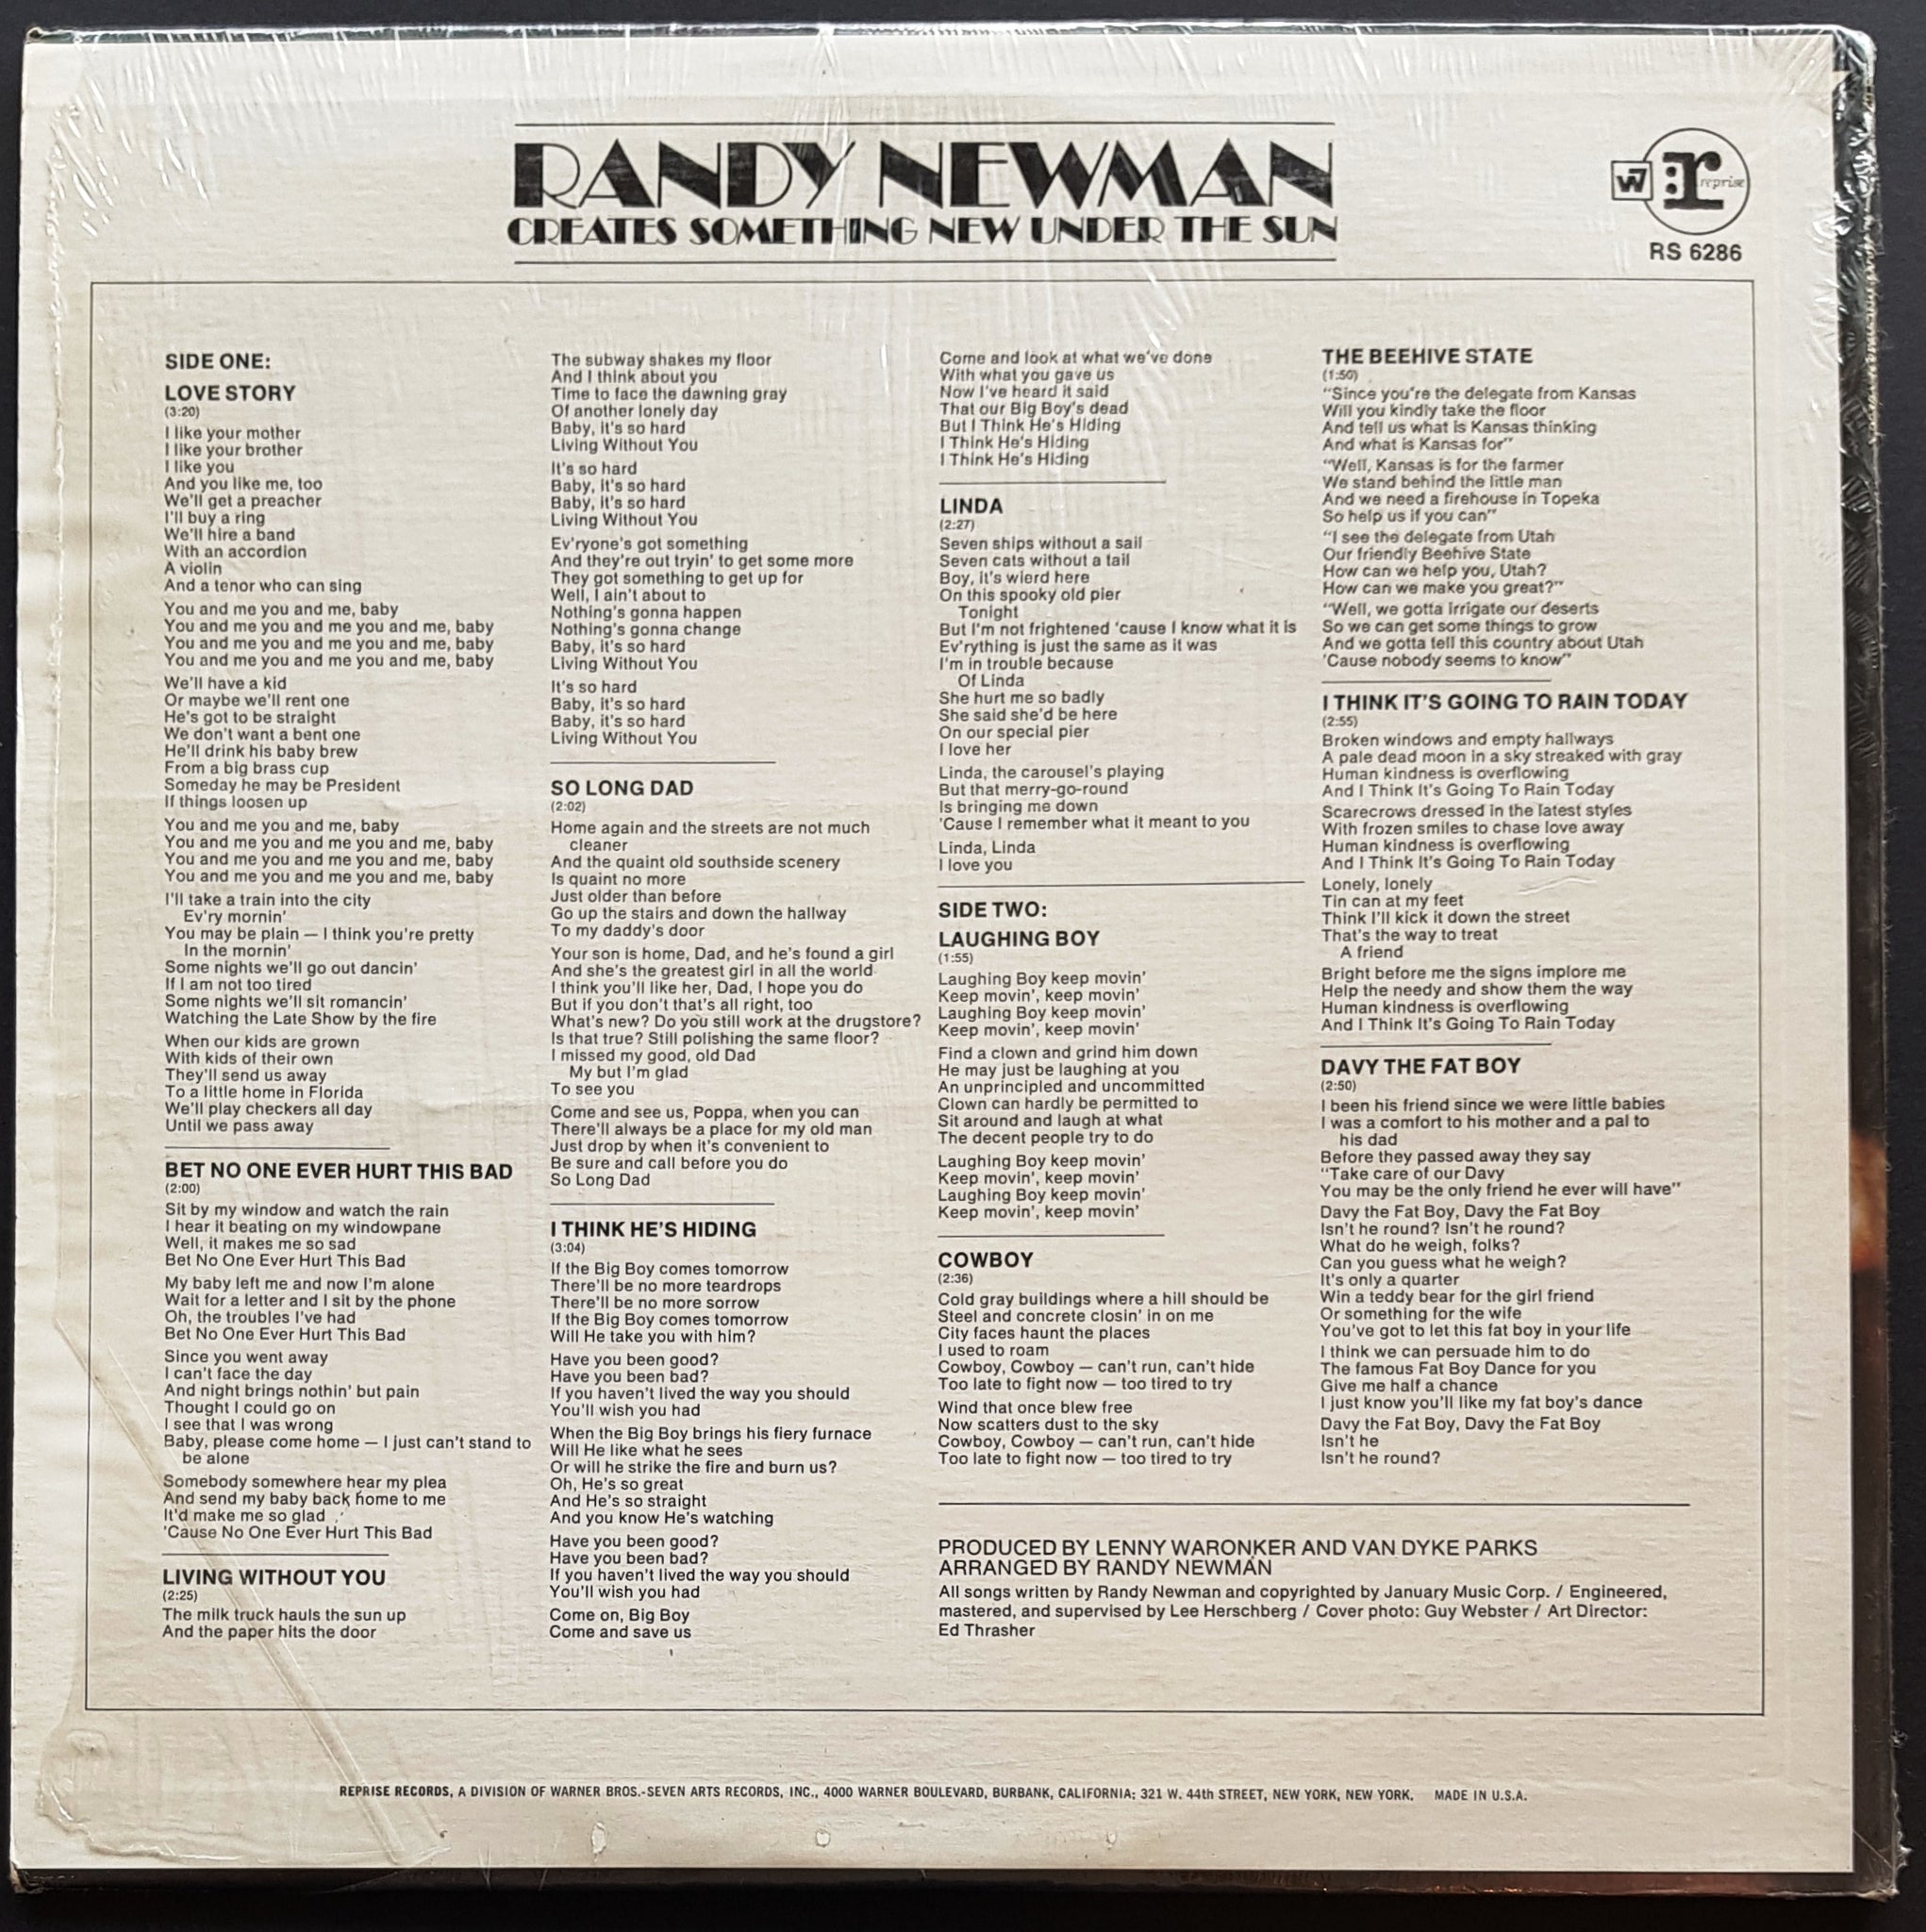 RANDY NEWMAN
CREATES SOMETHING NEW UNDER THE SUN
W7
r
reprise
RS 6286
SIDE ONE:
LOVE STORY
(3:20)
I like your mother
I like your brother
I like you
And you like me, too
We'll get a preacher
I'll buy a ring
We'll hire a band
With an accordion
A violin
And a tenor who can sing
You and me you and me, baby
You and me you and me you and me, baby
You and me you and me you and me, baby
You and me you and me you and me, baby
We'll have a kid
Or maybe we'll rent one
He's got to be straight
We don't want a bent one
He'll drink his baby brew
From a big brass cup
Someday he may be President
If things loosen up
You and me you and me, baby
You and me you and me you and me, baby
You and me you and me you and me, baby
You and me you and me you and me, baby
I'll take a train into the city
Ev'ry mornin'
You may be plain — I think you're pretty
In the mornin'
Some nights we'll go out dancin'
If I am not too tired
Some nights we'll sit romancin'
Watching the Late Show by the fire
When our kids are grown
With kids of their own
They'll send us away
To a little home in Florida
We'll play checkers all day
Until we pass away
BET NO ONE EVER HURT THIS BAD
(2:00)
Sit by my window and watch the rain
I hear it beating on my windowpane
Well, it makes me so sad
Bet No One Ever Hurt This Bad
My baby left me and now I'm alone
Wait for a letter and I sit by the phone
Oh, the troubles I've had
Bet No One Ever Hurt This Bad
Since you went away
I can't face the day
And night brings nothin' but pain
Thought I could go on
I see that I was wrong
Baby, please come home — I just can't stand to
be alone
Somebody somewhere hear my plea
And send my baby back home to me
It'd make me so glad
'Cause No One Ever Hurt This Bad
LIVING WITHOUT YOU
(2:25)
The milk truck hauls the sun up
And the paper hits the door
The subway shakes my floor
And I think about you
Time to face the dawning gray
Of another lonely day
Baby, it's so hard
Living Without You
It's so hard
Baby, it's so hard
Baby, it's so hard
Living Without You
Ev'ryone's got something
And they're out tryin' to get some more
They got something to get up for
Well, I ain't about to
Nothing's gonna happen
Nothing's gonna change
Baby, it's so hard
Living Without You
It's so hard
Baby, it's so hard
Baby, it's so hard
Living Without You
SO LONG DAD
(2:02)
Home again and the streets are not much
cleaner
And the quaint old southside scenery
Is quaint no more
Just older than before
Go up the stairs and down the hallway
To my daddy's door
Your son is home, Dad, and he's found a girl
And she's the greatest girl in all the world
I think you'll like her, Dad, I hope you do
But if you don't that's all right, too
What's new? Do you still work at the drugstore?
Is that true? Still polishing the same floor?
I missed my good, old Dad
My but I'm glad
To see you
Come and see us, Poppa, when you can
There'll always be a place for my old man
Just drop by when it's convenient to
Be sure and call before you do
So Long Dad
I THINK HE'S HIDING
(3:04)
If the Big Boy comes tomorrow
There'll be no more teardrops
There'll be no more sorrow
If the Big Boy comes tomorrow
Will He take you with him?
Have you been good?
Have you been bad?
If you haven't lived the way you should
You'll wish you had
When the Big Boy brings his fiery furnace
Will He like what he sees
Or will he strike the fire and burn us?
Oh, He's so great
And He's so straight
And you know He's watching
Have you been good?
Have you been bad?
If you haven't lived the way you should
You'll wish you had
Come on, Big Boy
Come and save us
Come and look at what we've done
With what you gave us
Now I've heard it said
That our Big Boy's dead
But I Think He's Hiding
I Think He's Hiding
I Think He's Hiding
LINDA
(2:27)
Seven ships without a sail
Seven cats without a tail
Boy, it's wierd here
On this spooky old pier
Tonight
But I'm not frightened 'cause I know what it is
Ev'rything is just the same as it was
I'm in trouble because
Of Linda
She hurt me so badly
She said she'd be here
On our special pier
I love her
Linda, the carousel's playing
But that merry-go-round
Is bringing me down
'Cause I remember what it meant to you
Linda, Linda
I love you
SIDE TWO:
LAUGHING BOY
(1:55)
Laughing Boy keep movin'
Keep movin', keep movin'
Laughing Boy keep movin'
Keep movin', keep movin'
Find a clown and grind him down
He may just be laughing at you
An unprincipled and uncommitted
Clown can hardly be permitted to
Sit around and laugh at what
The decent people try to do
Laughing Boy keep movin'
Keep movin', keep movin'
Laughing Boy keep movin'
Keep movin', keep movin'
COWBOY
(2:36)
Cold gray buildings where a hill should be
Steel and concrete closin' in on me
City faces haunt the places
I used to roam
Cowboy, Cowboy — can't run, can't hide
Too late to fight now — too tired to try
Wind that once blew free
Now scatters dust to the sky
Cowboy, Cowboy — can't run, can't hide
Too late to fight now — too tired to try
THE BEEHIVE STATE
(1:50)
"Since you're the delegate from Kansas
Will you kindly take the floor
And tell us what is Kansas thinking
And what is Kansas for"
"Well, Kansas is for the farmer
We stand behind the little man
And we need a firehouse in Topeka
So help us if you can"
"I see the delegate from Utah
Our friendly Beehive State
How can we help you, Utah?
How can we make you great?"
"Well, we gotta irrigate our deserts
So we can get some things to grow
And we gotta tell this country about Utah
'Cause nobody seems to know"
I THINK IT'S GOING TO RAIN TODAY
(2:55)
Broken windows and empty hallways
A pale dead moon in a sky streaked with gray
Human kindness is overflowing
And I Think It's Going To Rain Today
Scarecrows dressed in the latest styles
With frozen smiles to chase love away
Human kindness is overflowing
And I Think It's Going To Rain Today
Lonely, lonely
Tin can at my feet
Think I'll kick it down the street
That's the way to treat
A friend
Bright before me the signs implore me
Help the needy and show them the way
Human kindness is overflowing
And I Think It's Going To Rain Today
DAVY THE FAT BOY
(2:50)
I been his friend since we were little babies
I was a comfort to his mother and a pal to
his dad
Before they passed away they say
"Take care of our Davy
You may be the only friend he ever will have"
Davy the Fat Boy, Davy the Fat Boy
Isn't he round? Isn't he round?
What do he weigh, folks?
Can you guess what he weigh?
It's only a quarter
Win a teddy bear for the girl friend
Or something for the wife
You've got to let this fat boy in your life
I think we can persuade him to do
The famous Fat Boy Dance for you
Give me half a chance
I just know you'll like my fat boy's dance
Davy the Fat Boy, Davy the Fat Boy
Isn't he
Isn't he round?
PRODUCED BY LENNY WARONKER AND VAN DYKE PARKS
ARRANGED BY RANDY NEWMAN
All songs written by Randy Newman and copyrighted by January Music Corp. / Engineered,
mastered, and supervised by Lee Herschberg / Cover photo: Guy Webster / Art Director:
Ed Thrasher
REPRISE RECORDS, A DIVISION OF WARNER BROS.-SEVEN ARTS RECORDS, INC., 4000 WARNER BOULEVARD, BURBANK, CALIFORNIA; 321 W. 44th STREET, NEW YORK, NEW YORK. MADE IN U.S.A.